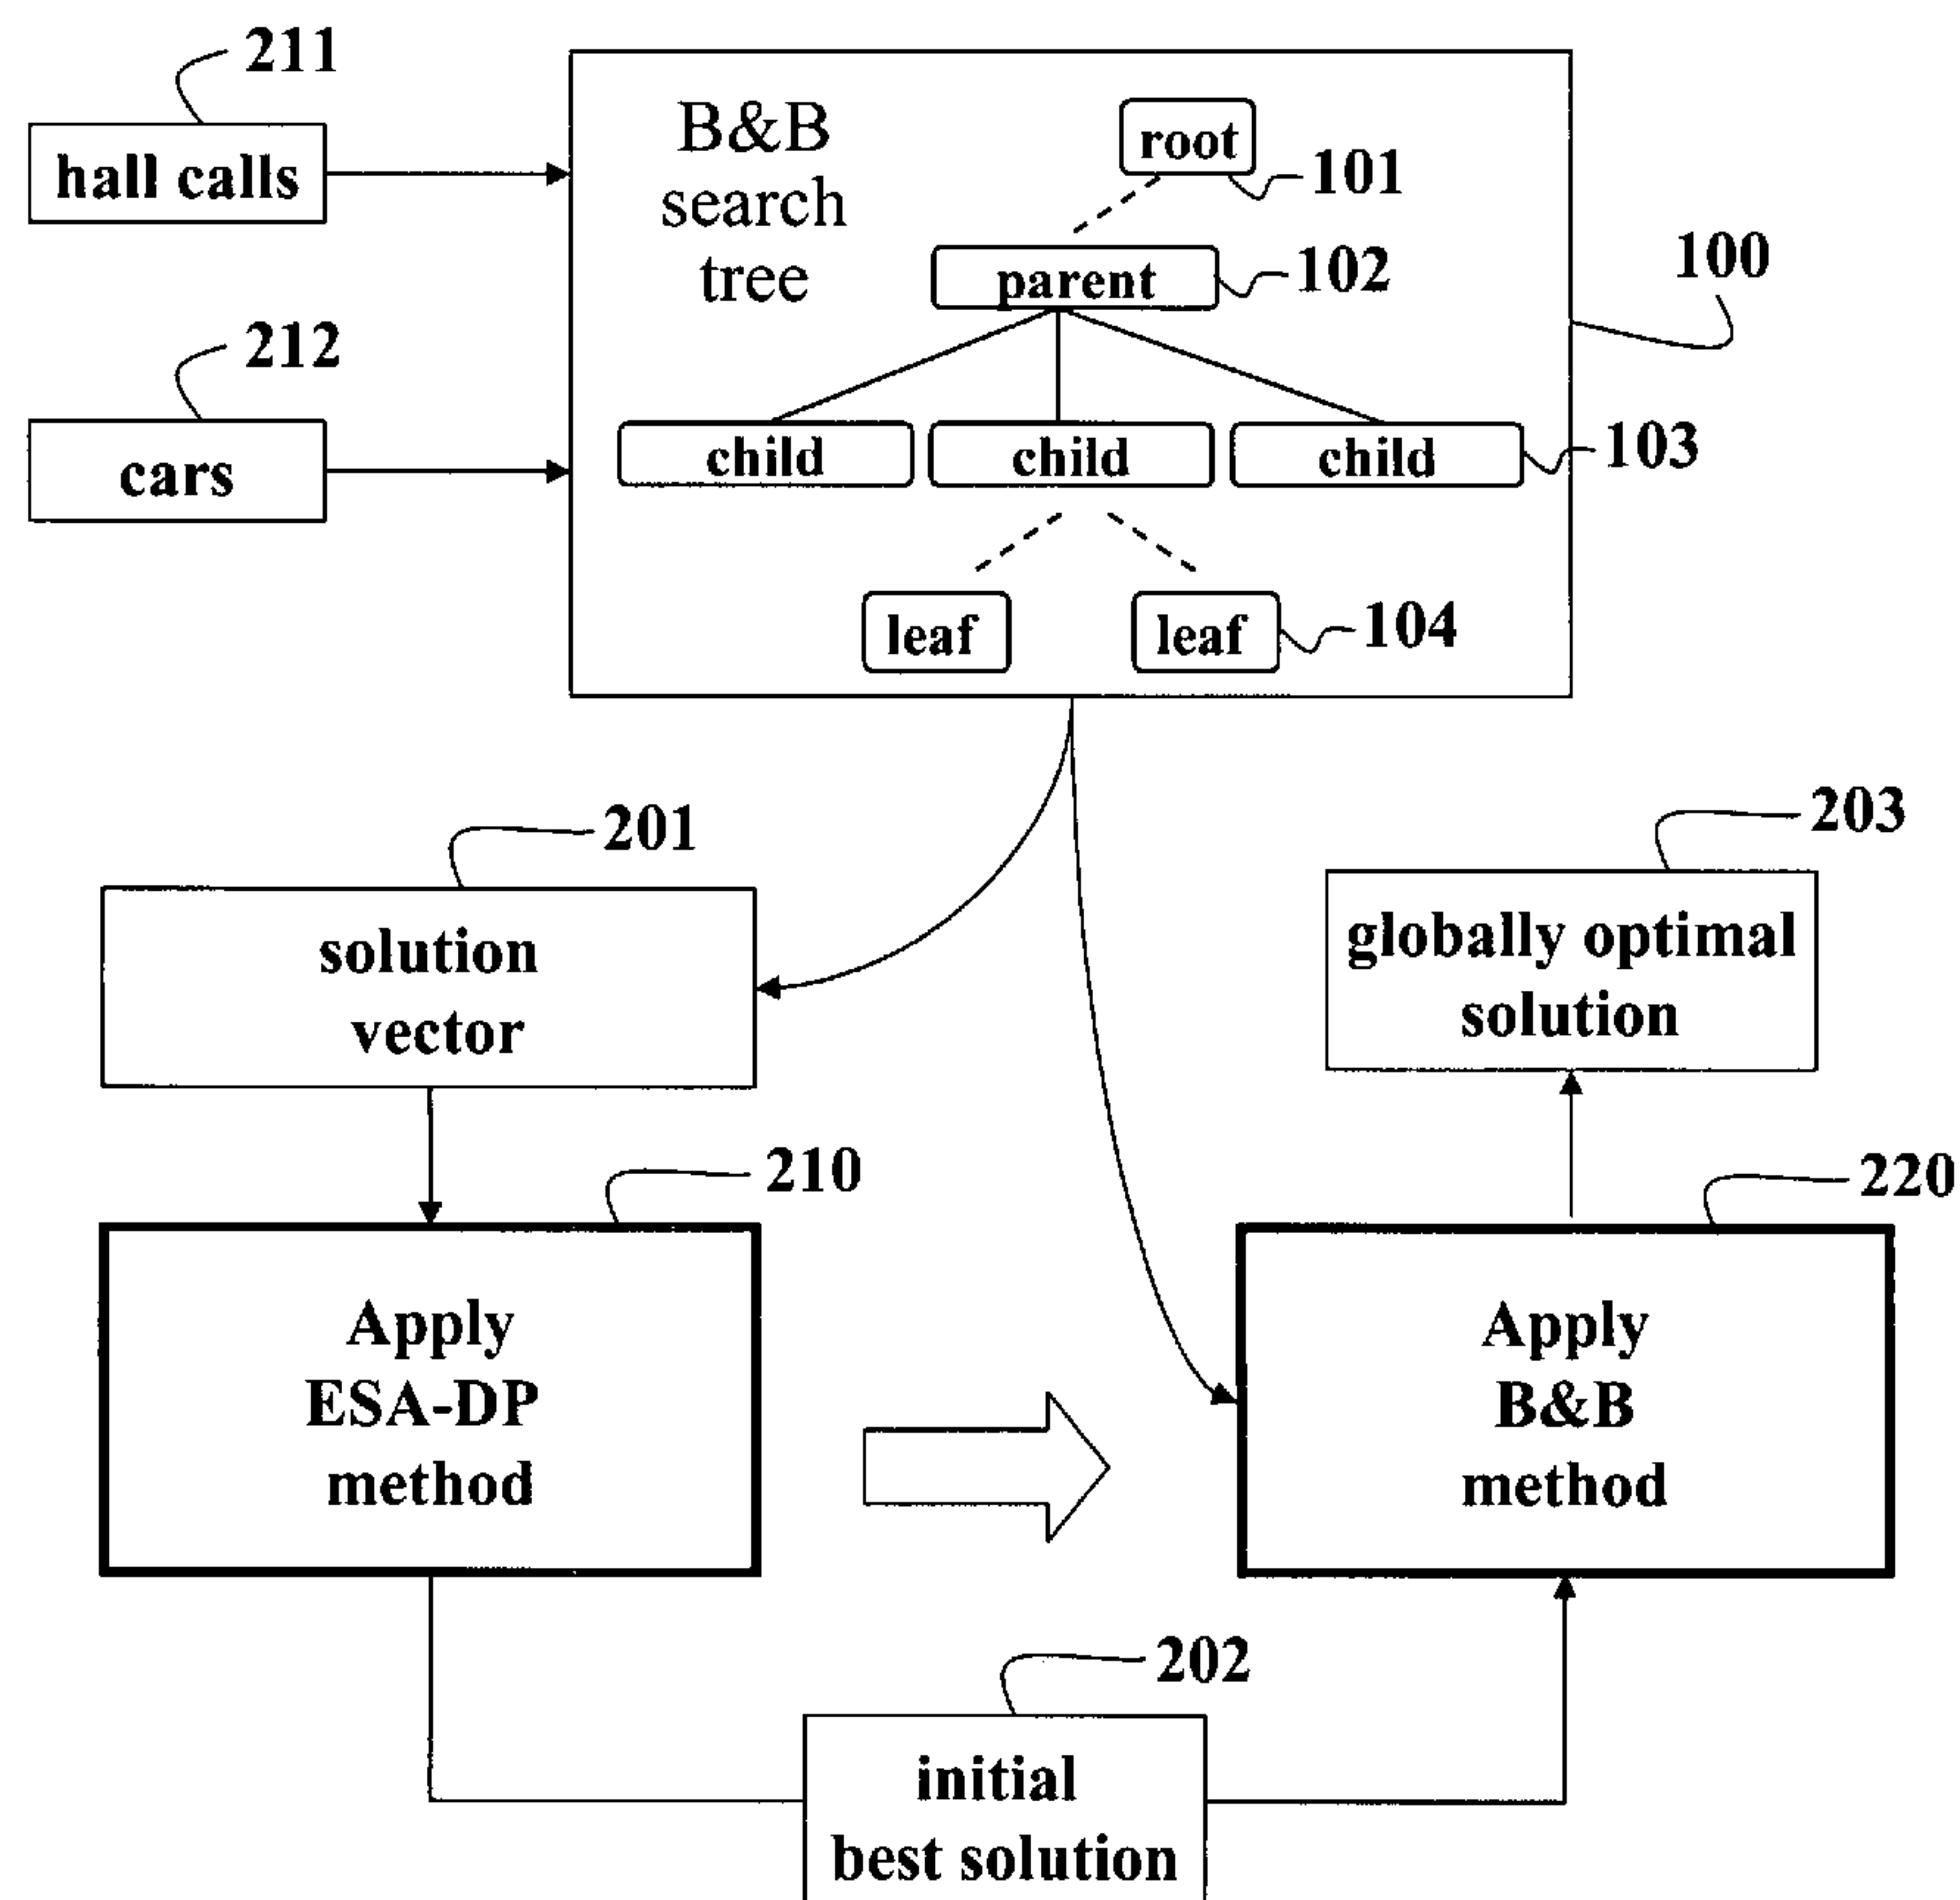 211
hall calls
212
cars
B&B
search
tree
root
101
parent
102
100
child
child
child
103
leaf
leaf
104
201
solution
vector
203
globally optimal
solution
210
Apply
ESA-DP
method
220
Apply
B&B
method
202
initial
best solution